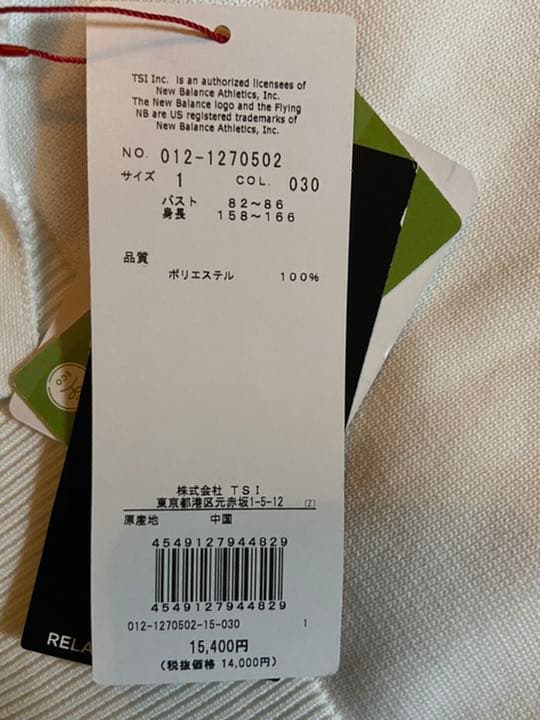 TSI Inc. is an authorized licensees of
New Balance Athletics, Inc.
The New Balance logo and the Flying
NB are US registered trademarks of
New Balance Athletics, Inc.
NO. 012-1270502
サイズ 1 COL. 030
バスト 82～86
身長 158～166
品質
ポリエステル 100%
株式会社 TSI
東京都港区元赤坂1-5-12 (Z)
原産地 中国
4549127944829
4549127944829
012-1270502-15-030 1
15,400円
(税抜価格 14,000円)
RELA
ECO